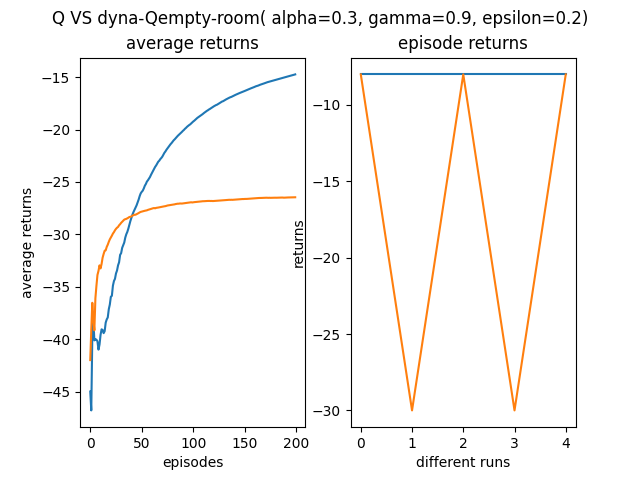 Q VS dyna-Qempty-room( alpha=0.3, gamma=0.9, epsilon=0.2)
average returns
average returns
−15
−20
−25
−30
−35
−40
−45
0 50 100 150 200
episodes
episode returns
returns
−10
−15
−20
−25
−30
0 1 2 3 4
different runs